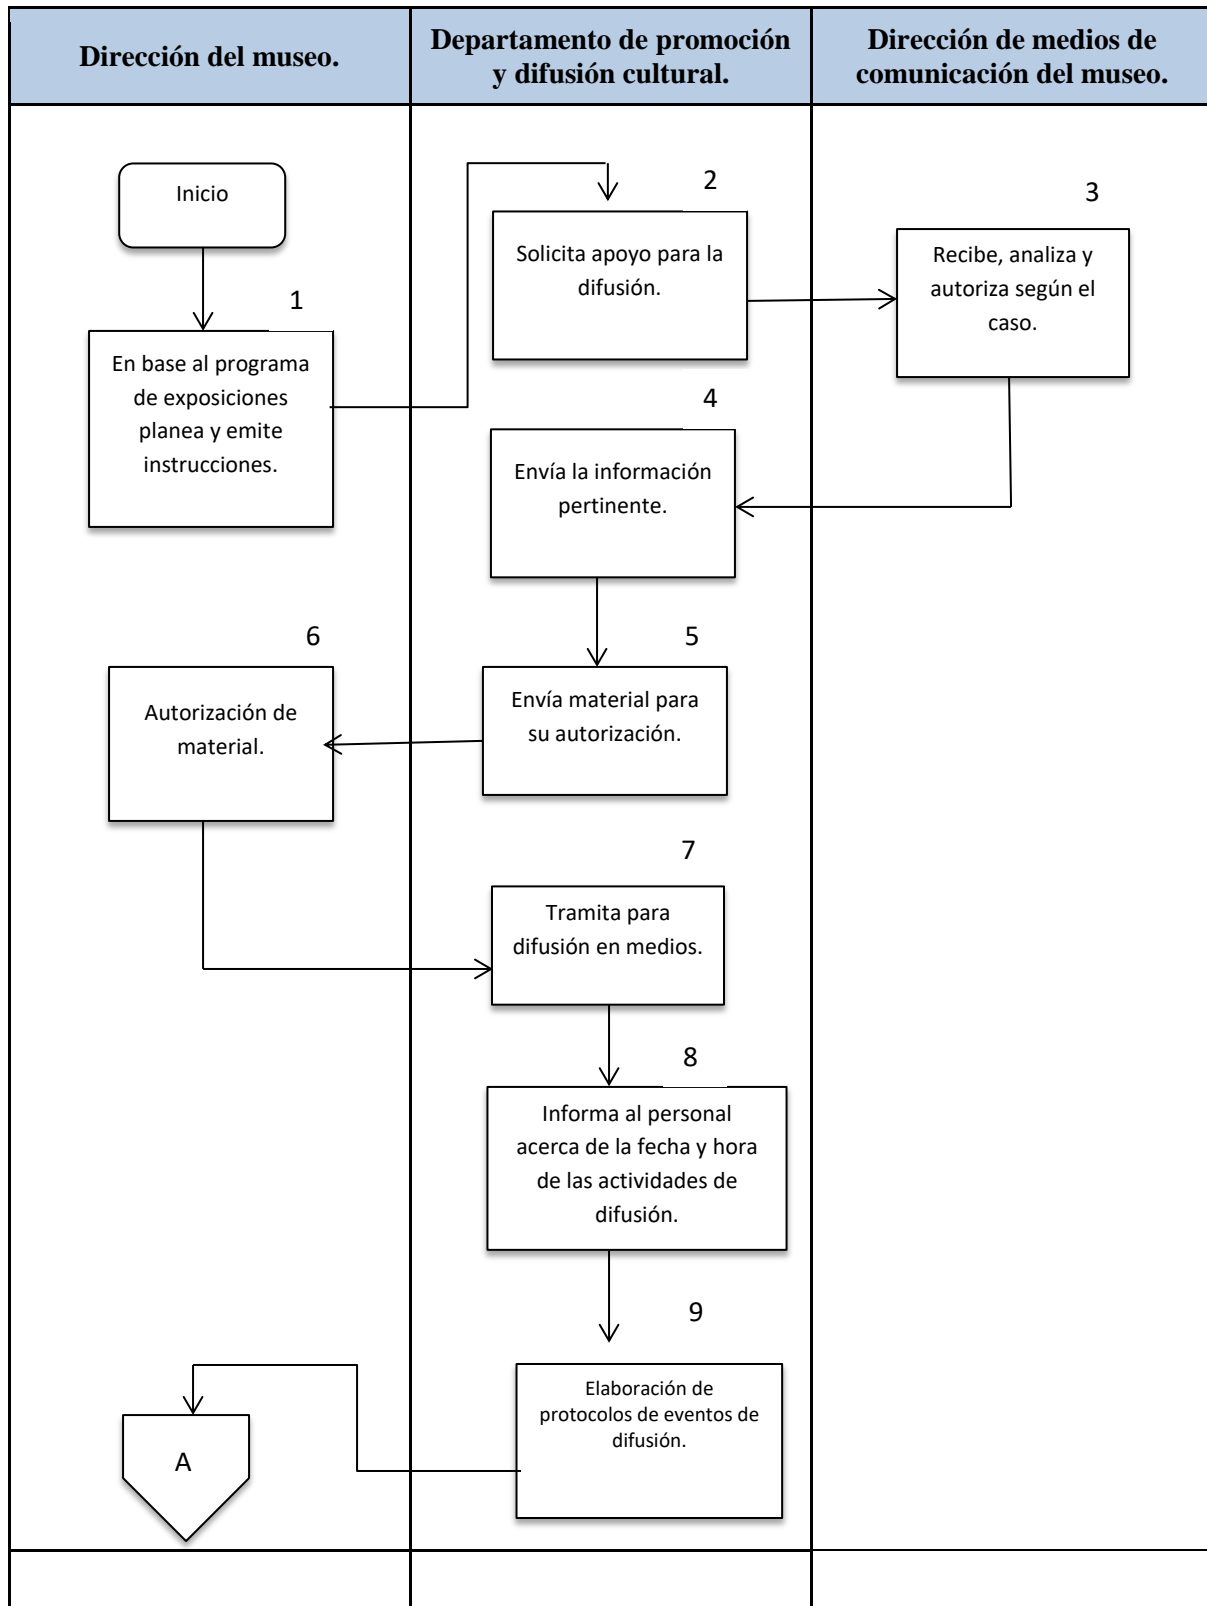 Dirección del museo.
Departamento de promoción
y difusión cultural.
Dirección de medios de
comunicación del museo.
Inicio
1
En base al programa
de exposiciones
planea y emite
instrucciones.
2
Solicita apoyo para la
difusión.
3
Recibe, analiza y
autoriza según el
caso.
4
Envía la información
pertinente.
5
Envía material para
su autorización.
6
Autorización de
material.
7
Tramita para
difusión en medios.
8
Informa al personal
acerca de la fecha y hora
de las actividades de
difusión.
9
Elaboración de
protocolos de eventos de
difusión.
A